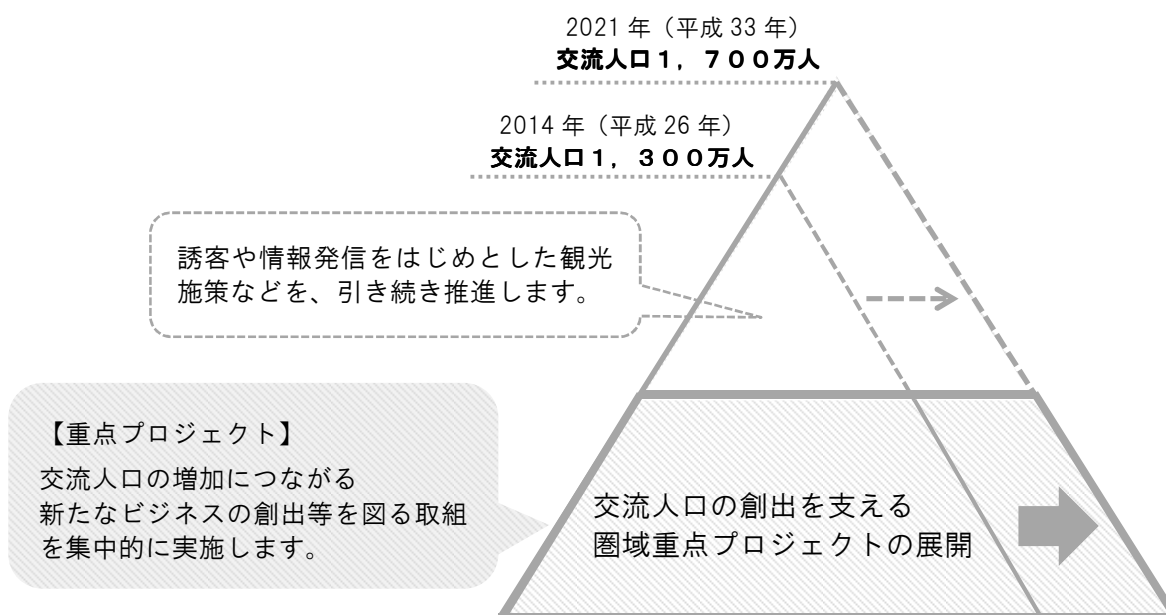 2021 年（平成 33 年）
交流人口１，７００万人
2014 年（平成 26 年）
交流人口１，３００万人
誘客や情報発信をはじめとした観光
施策などを、引き続き推進します。
【重点プロジェクト】
交流人口の増加につながる
新たなビジネスの創出等を図る取組
を集中的に実施します。
交流人口の創出を支える
圏域重点プロジェクトの展開